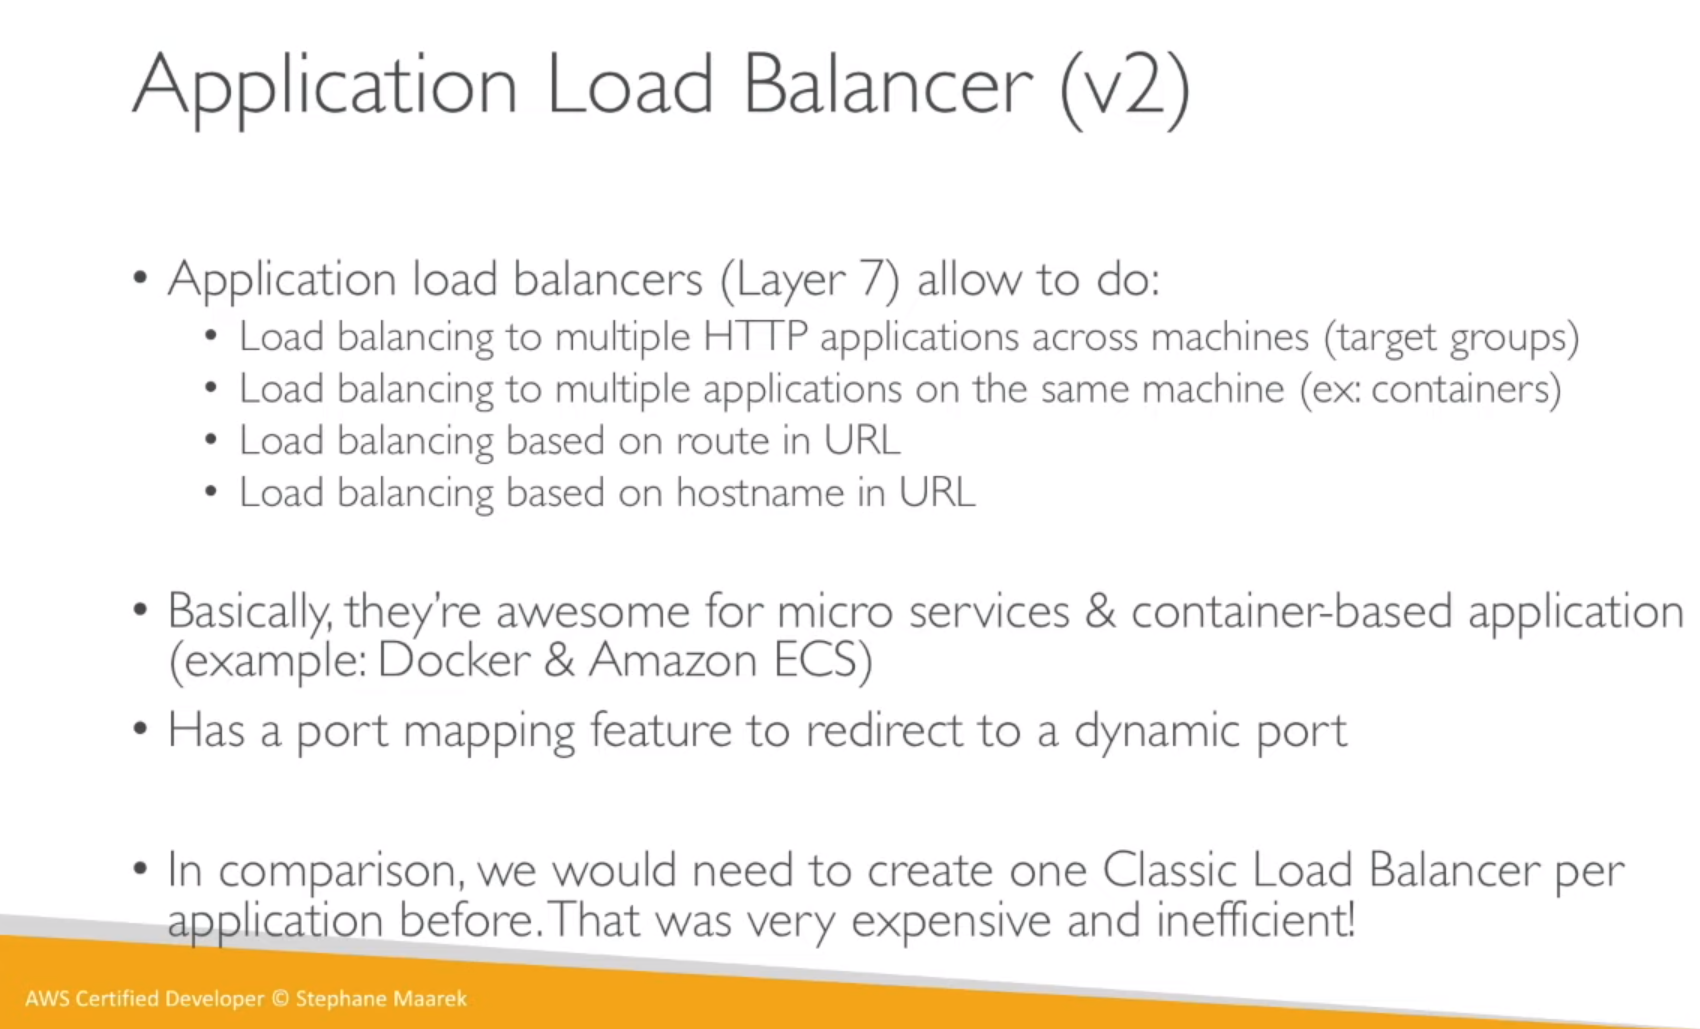 Application Load Balancer (v2)
• Application load balancers (Layer 7) allow to do:
• Load balancing to multiple HTTP applications across machines (target groups)
• Load balancing to multiple applications on the same machine (ex: containers)
• Load balancing based on route in URL
• Load balancing based on hostname in URL
• Basically, they're awesome for micro services & container-based application
(example: Docker & Amazon ECS)
• Has a port mapping feature to redirect to a dynamic port
• In comparison, we would need to create one Classic Load Balancer per
application before. That was very expensive and inefficient!
AWS Certified Developer © Stephane Maarek